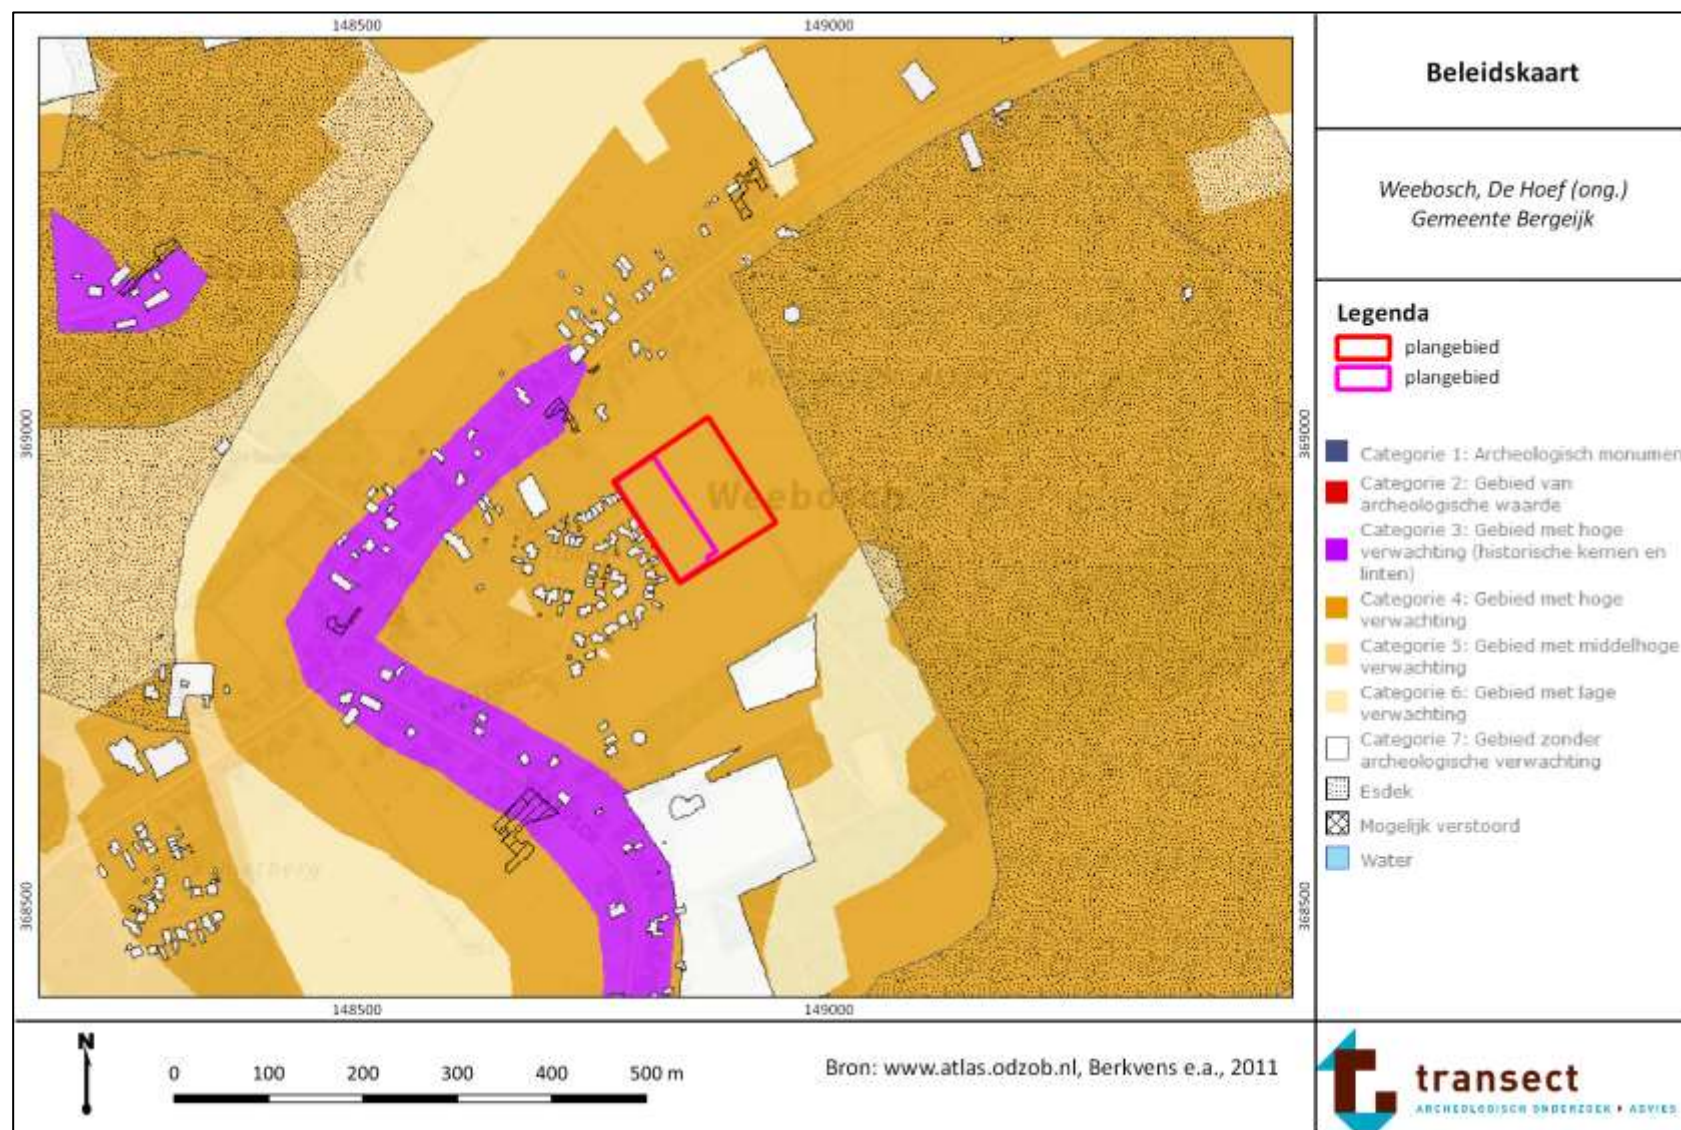 148500
149000
369000
369000
Weebosch
368500
368500
148500
149000
Beleidskaart
Weebosch, De Hoef (ong.)
Gemeente Bergeijk
Legenda
plangebied
plangebied
Categorie 1: Archeologisch monumen
Categorie 2: Gebied van
archeologische waarde
Categorie 3: Gebied met hoge
verwachting (historische kernen en
linten)
Categorie 4: Gebied met hoge
verwachting
Categorie 5: Gebied met middelhoge
verwachting
Categorie 6: Gebied met lage
verwachting
Categorie 7: Gebied zonder
archeologische verwachting
Esdek
Mogelijk verstoord
Water
N
0 100 200 300 400 500 m
Bron: www.atlas.odzob.nl, Berkvens e.a., 2011
transect
ARCHEOLOGISCH ONDERZOEK & ADVIES